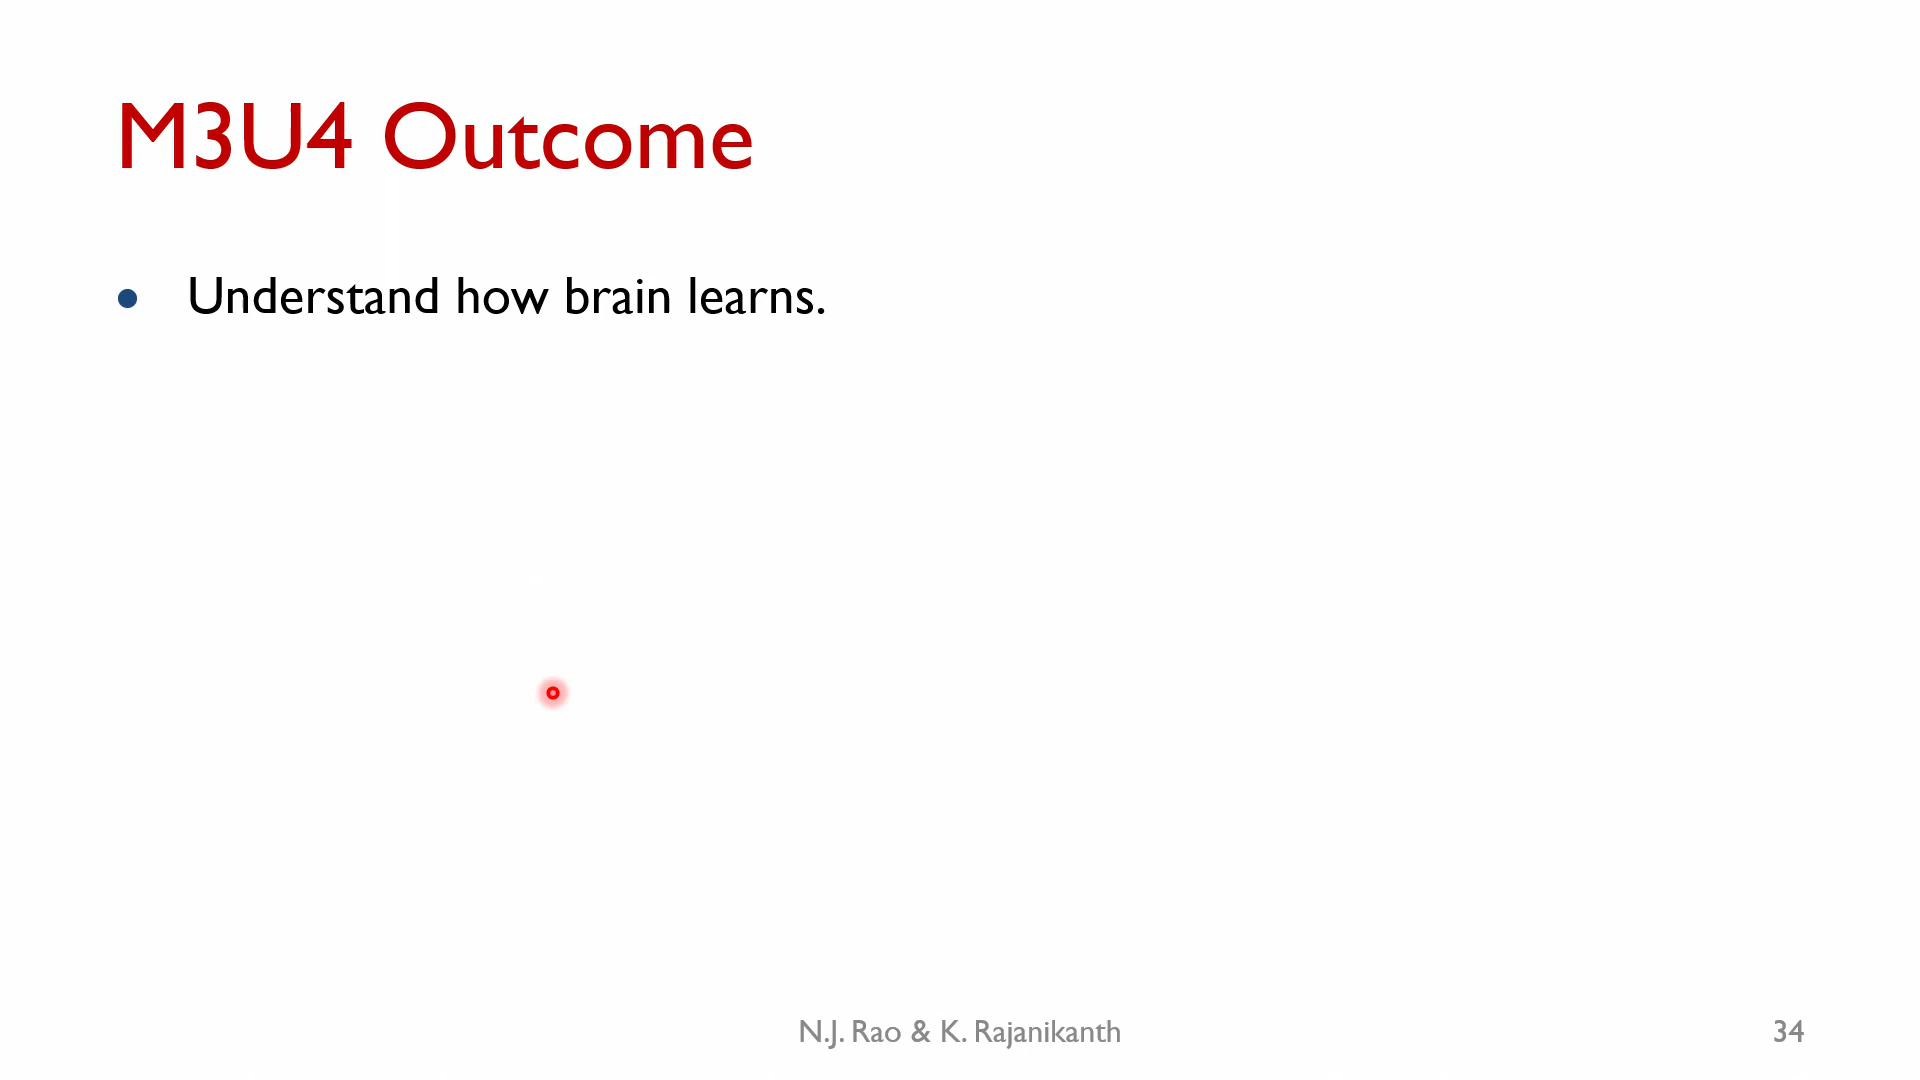 M3U4 Outcome
• Understand how brain learns.
N.J. Rao & K. Rajanikanth
34